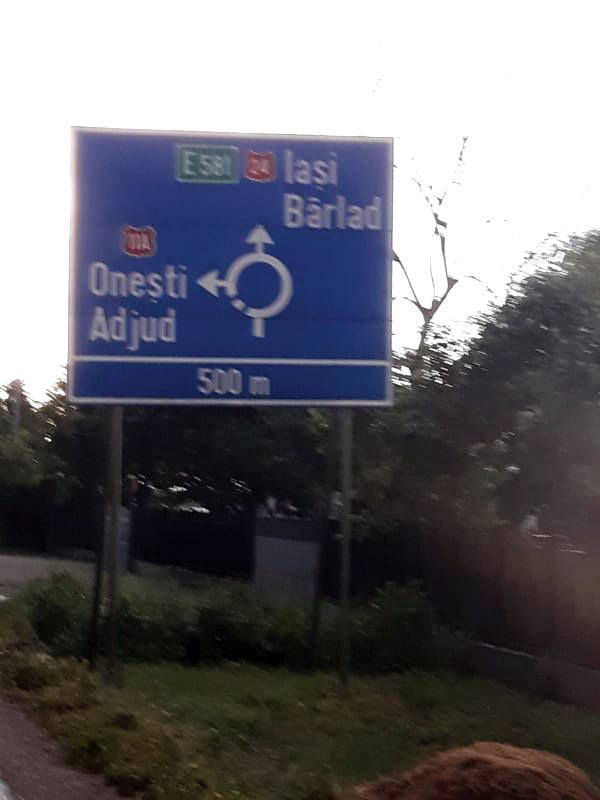 E 581 24 Iași
Bârlad
11A
Onești
Adjud
500 m